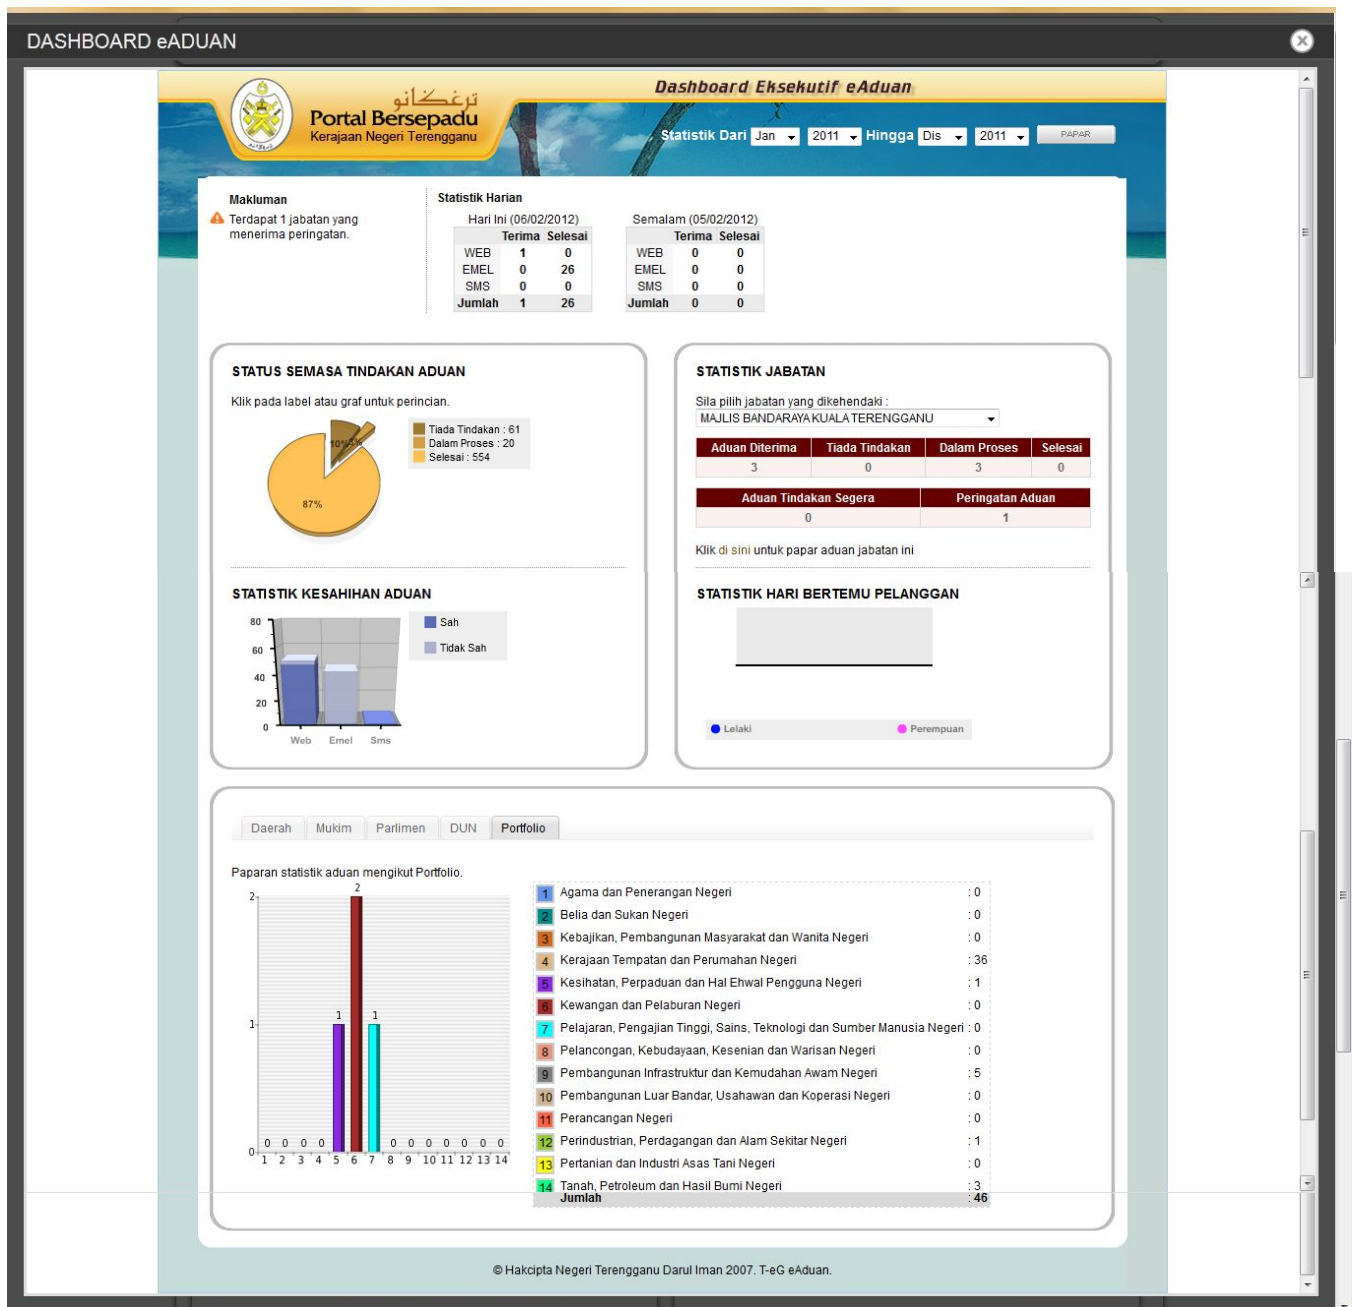 DASHBOARD eADUAN
Dashboard Eksekutif eAduan
ترڠڬانو
Portal Bersepadu
Kerajaan Negeri Terengganu
Statistik Dari Jan 2011 Hingga Dis 2011 PAPAR
Makluman
Terdapat 1 jabatan yang
menerima peringatan.
Statistik Harian
Hari Ini (06/02/2012)
Terima Selesai
WEB 1 0
EMEL 0 26
SMS 0 0
Jumlah 1 26
Semalam (05/02/2012)
Terima Selesai
WEB 0 0
EMEL 0 0
SMS 0 0
Jumlah 0 0
STATUS SEMASA TINDAKAN ADUAN
Klik pada label atau graf untuk perincian.
10% 3%
87%
Tiada Tindakan : 61
Dalam Proses : 20
Selesai : 554
STATISTIK JABATAN
Sila pilih jabatan yang dikehendaki :
MAJLIS BANDARAYA KUALA TERENGGANU
Aduan Diterima Tiada Tindakan Dalam Proses Selesai
3 0 3 0
Aduan Tindakan Segera Peringatan Aduan
0 1
Klik di sini untuk papar aduan jabatan ini
STATISTIK KESAHIHAN ADUAN
80
60
40
20
0
Web Emel Sms
Sah
Tidak Sah
STATISTIK HARI BERTEMU PELANGGAN
Lelaki Perempuan
Daerah Mukim Parlimen DUN Portfolio
Paparan statistik aduan mengikut Portfolio.
2
2
1 1 1
0 0 0 0 0 0 0 0 0 0 0 0
1 2 3 4 5 6 7 8 9 10 11 12 13 14
1 Agama dan Penerangan Negeri : 0
2 Belia dan Sukan Negeri : 0
3 Kebajikan, Pembangunan Masyarakat dan Wanita Negeri : 0
4 Kerajaan Tempatan dan Perumahan Negeri : 36
5 Kesihatan, Perpaduan dan Hal Ehwal Pengguna Negeri : 1
6 Kewangan dan Pelaburan Negeri : 0
7 Pelajaran, Pengajian Tinggi, Sains, Teknologi dan Sumber Manusia Negeri : 0
8 Pelancongan, Kebudayaan, Kesenian dan Warisan Negeri : 0
9 Pembangunan Infrastruktur dan Kemudahan Awam Negeri : 5
10 Pembangunan Luar Bandar, Usahawan dan Koperasi Negeri : 0
11 Perancangan Negeri : 0
12 Perindustrian, Perdagangan dan Alam Sekitar Negeri : 1
13 Pertanian dan Industri Asas Tani Negeri : 0
14 Tanah, Petroleum dan Hasil Bumi Negeri : 3
Jumlah : 46
© Hakcipta Negeri Terengganu Darul Iman 2007. T-eG eAduan.